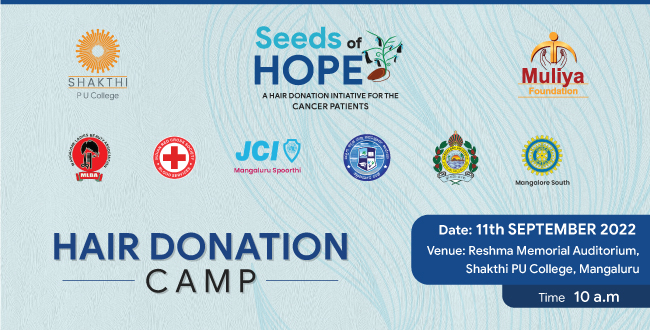 SHAKTHI
P U College
Seeds of
HOPE
A HAIR DONATION INTIATIVE FOR THE
CANCER PATIENTS
Muliya
Foundation
MLBA
JCI
Mangaluru Spoorthi
Mangalore South
HAIR DONATION
CAMP
Date: 11th SEPTEMBER 2022
Venue: Reshma Memorial Auditorium,
Shakthi PU College, Mangaluru
Time 10 a.m